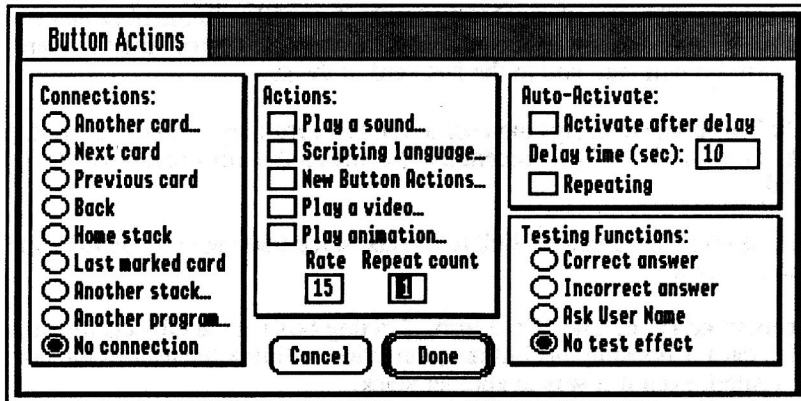 Button Actions
Connections:
Another card...
Next card
Previous card
Back
Home stack
Last marked card
Another stack...
Another program...
No connection
Actions:
Play a sound...
Scripting language...
New Button Actions...
Play a video...
Play animation...
Rate Repeat count
15 1
Cancel Done
Auto-Activate:
Activate after delay
Delay time (sec): 10
Repeating
Testing Functions:
Correct answer
Incorrect answer
Ask User Name
No test effect